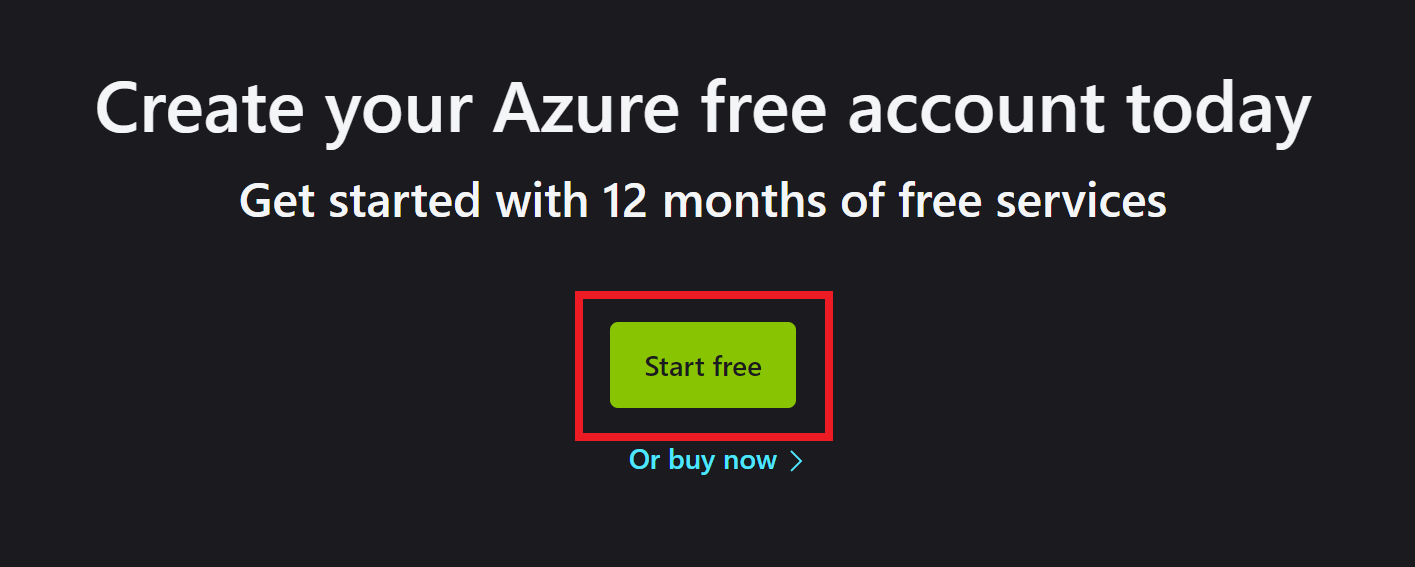 Create your Azure free account today
Get started with 12 months of free services
Start free
Or buy now